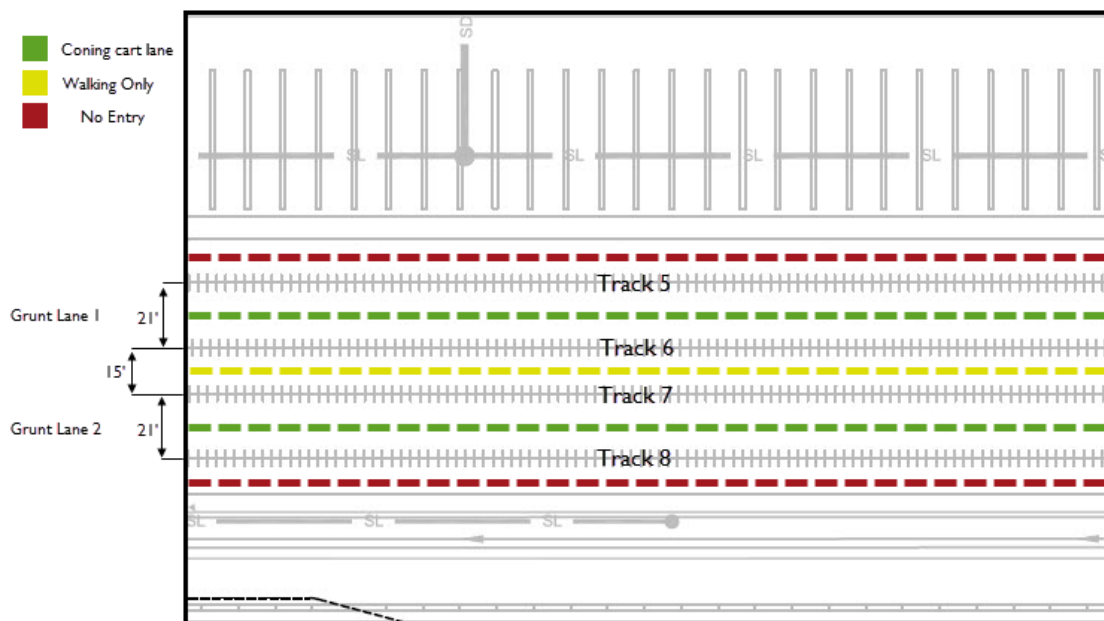 SD
Coning cart lane
Walking Only
No Entry
SL SL SL SL S
Track 5
Grunt Lane 1 21'
Track 6
15'
Track 7
Grunt Lane 2 21'
Track 8
SL SL SL